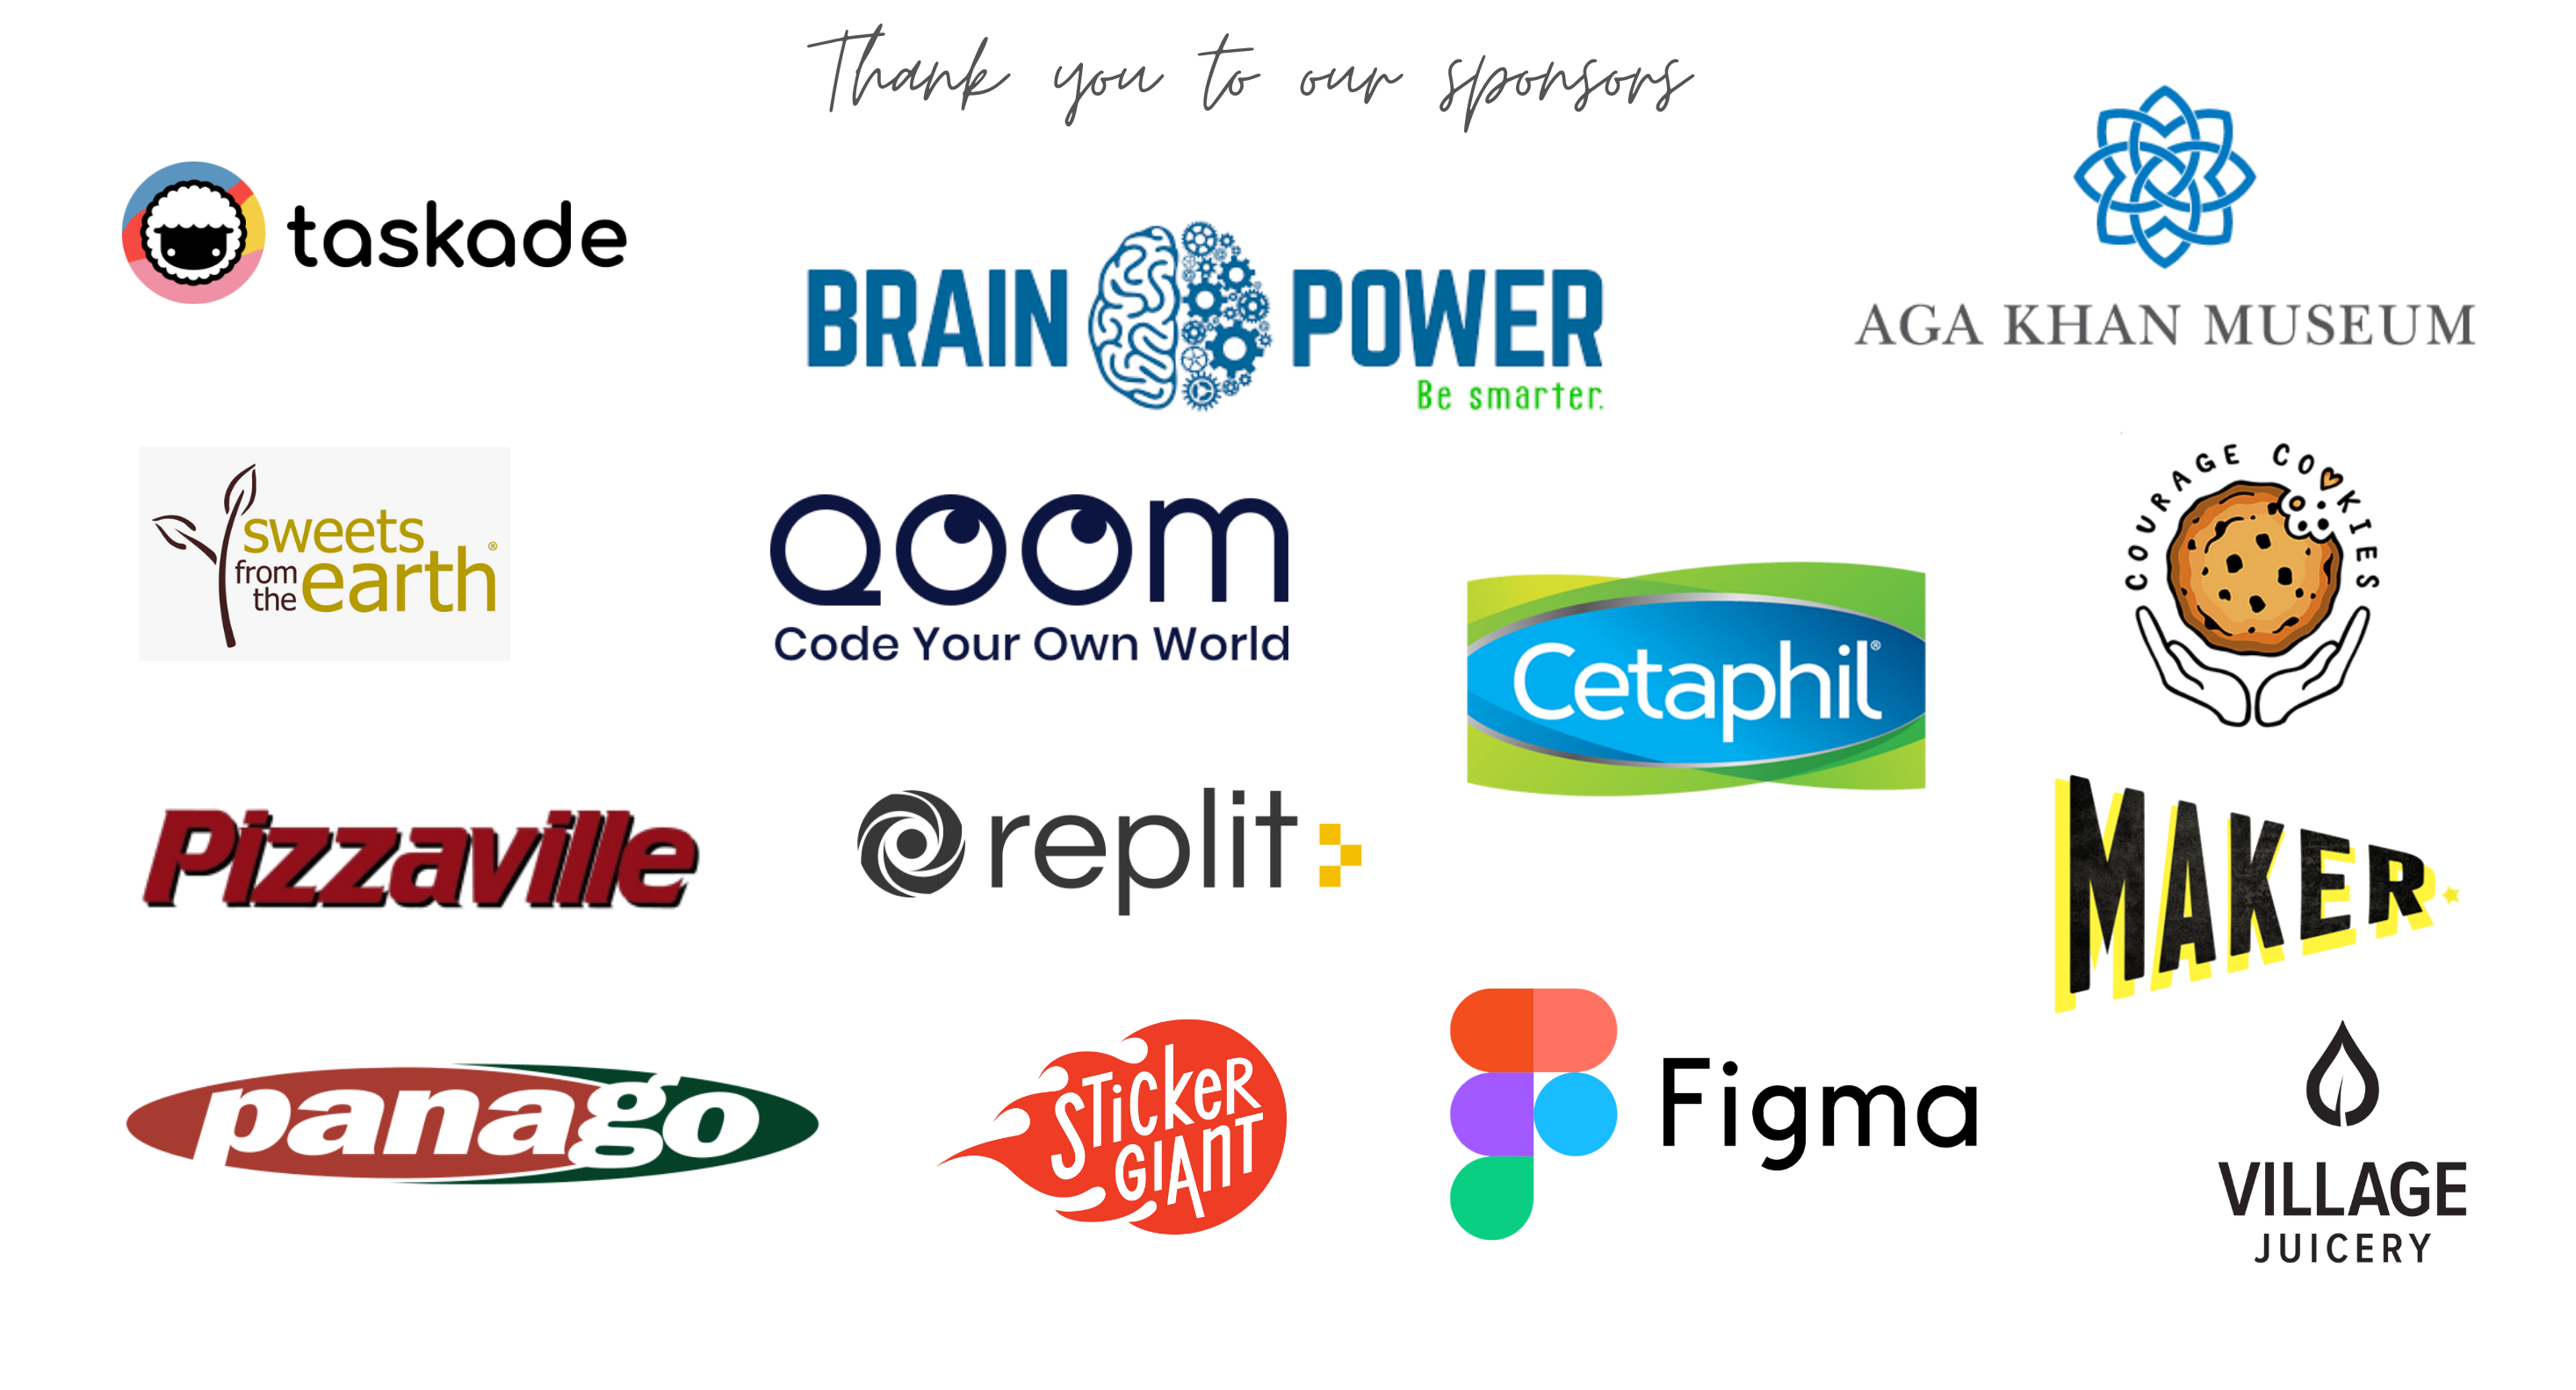 Thank you to our sponsors
taskade
BRAIN POWER
Be smarter.
AGA KHAN MUSEUM
sweets
from the earth®
Qoom
Code Your Own World
Cetaphil®
COURAGE COOKIES
Pizzaville
replit
MAKER
panago
STICKER
GIANT
Figma
VILLAGE
JUICERY